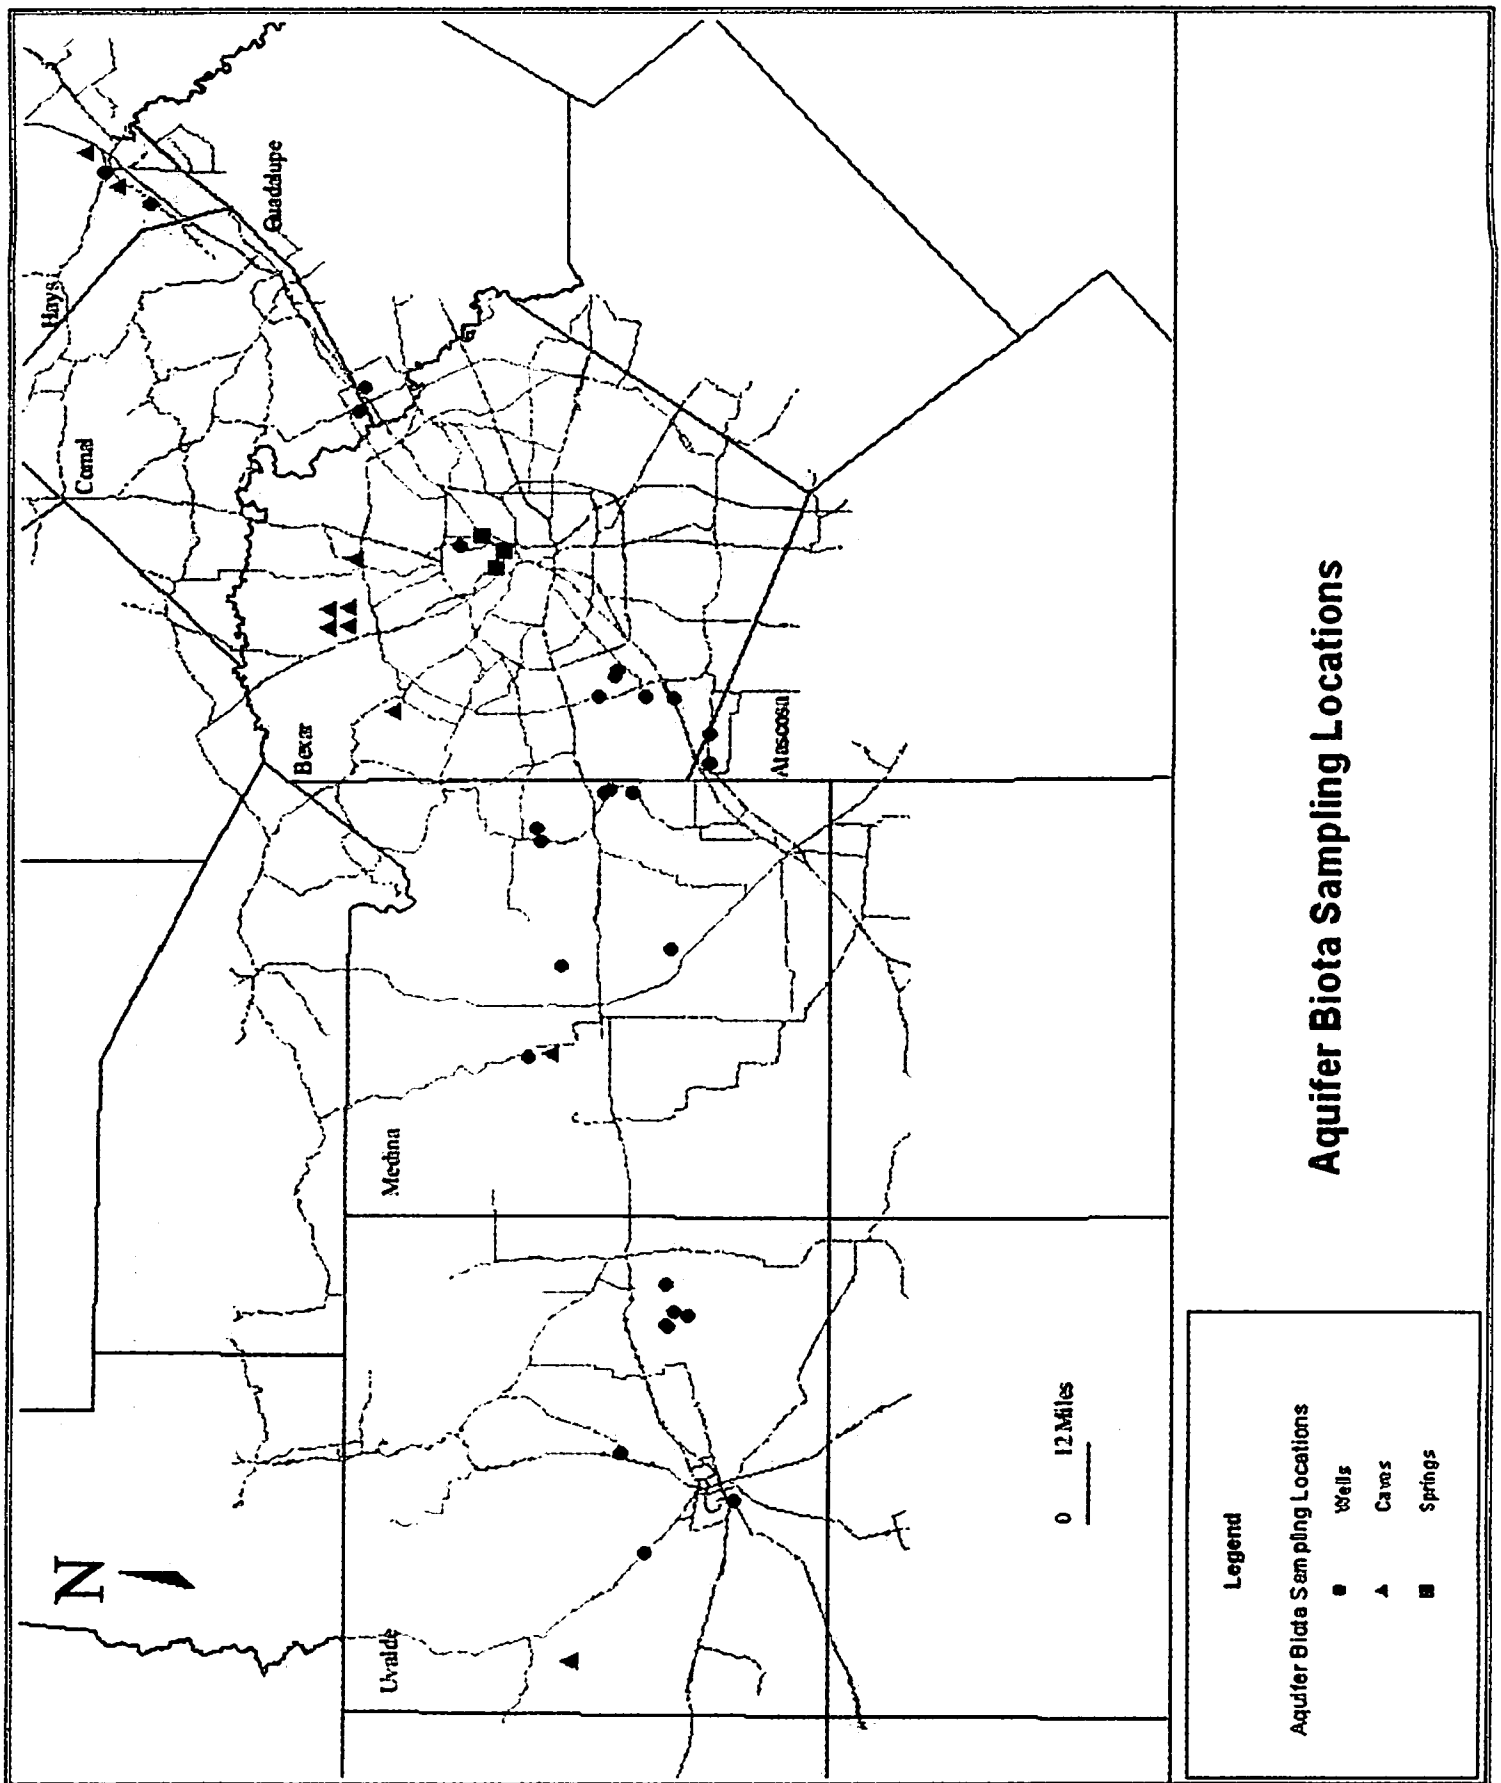 N
Hays
Comal
Guadalupe
Bexar
Medina
Uvalde
Atascosa
0 12 Miles
Legend
Aquifer Biota Sampling Locations
Wells
Caves
Springs
Aquifer Biota Sampling Locations